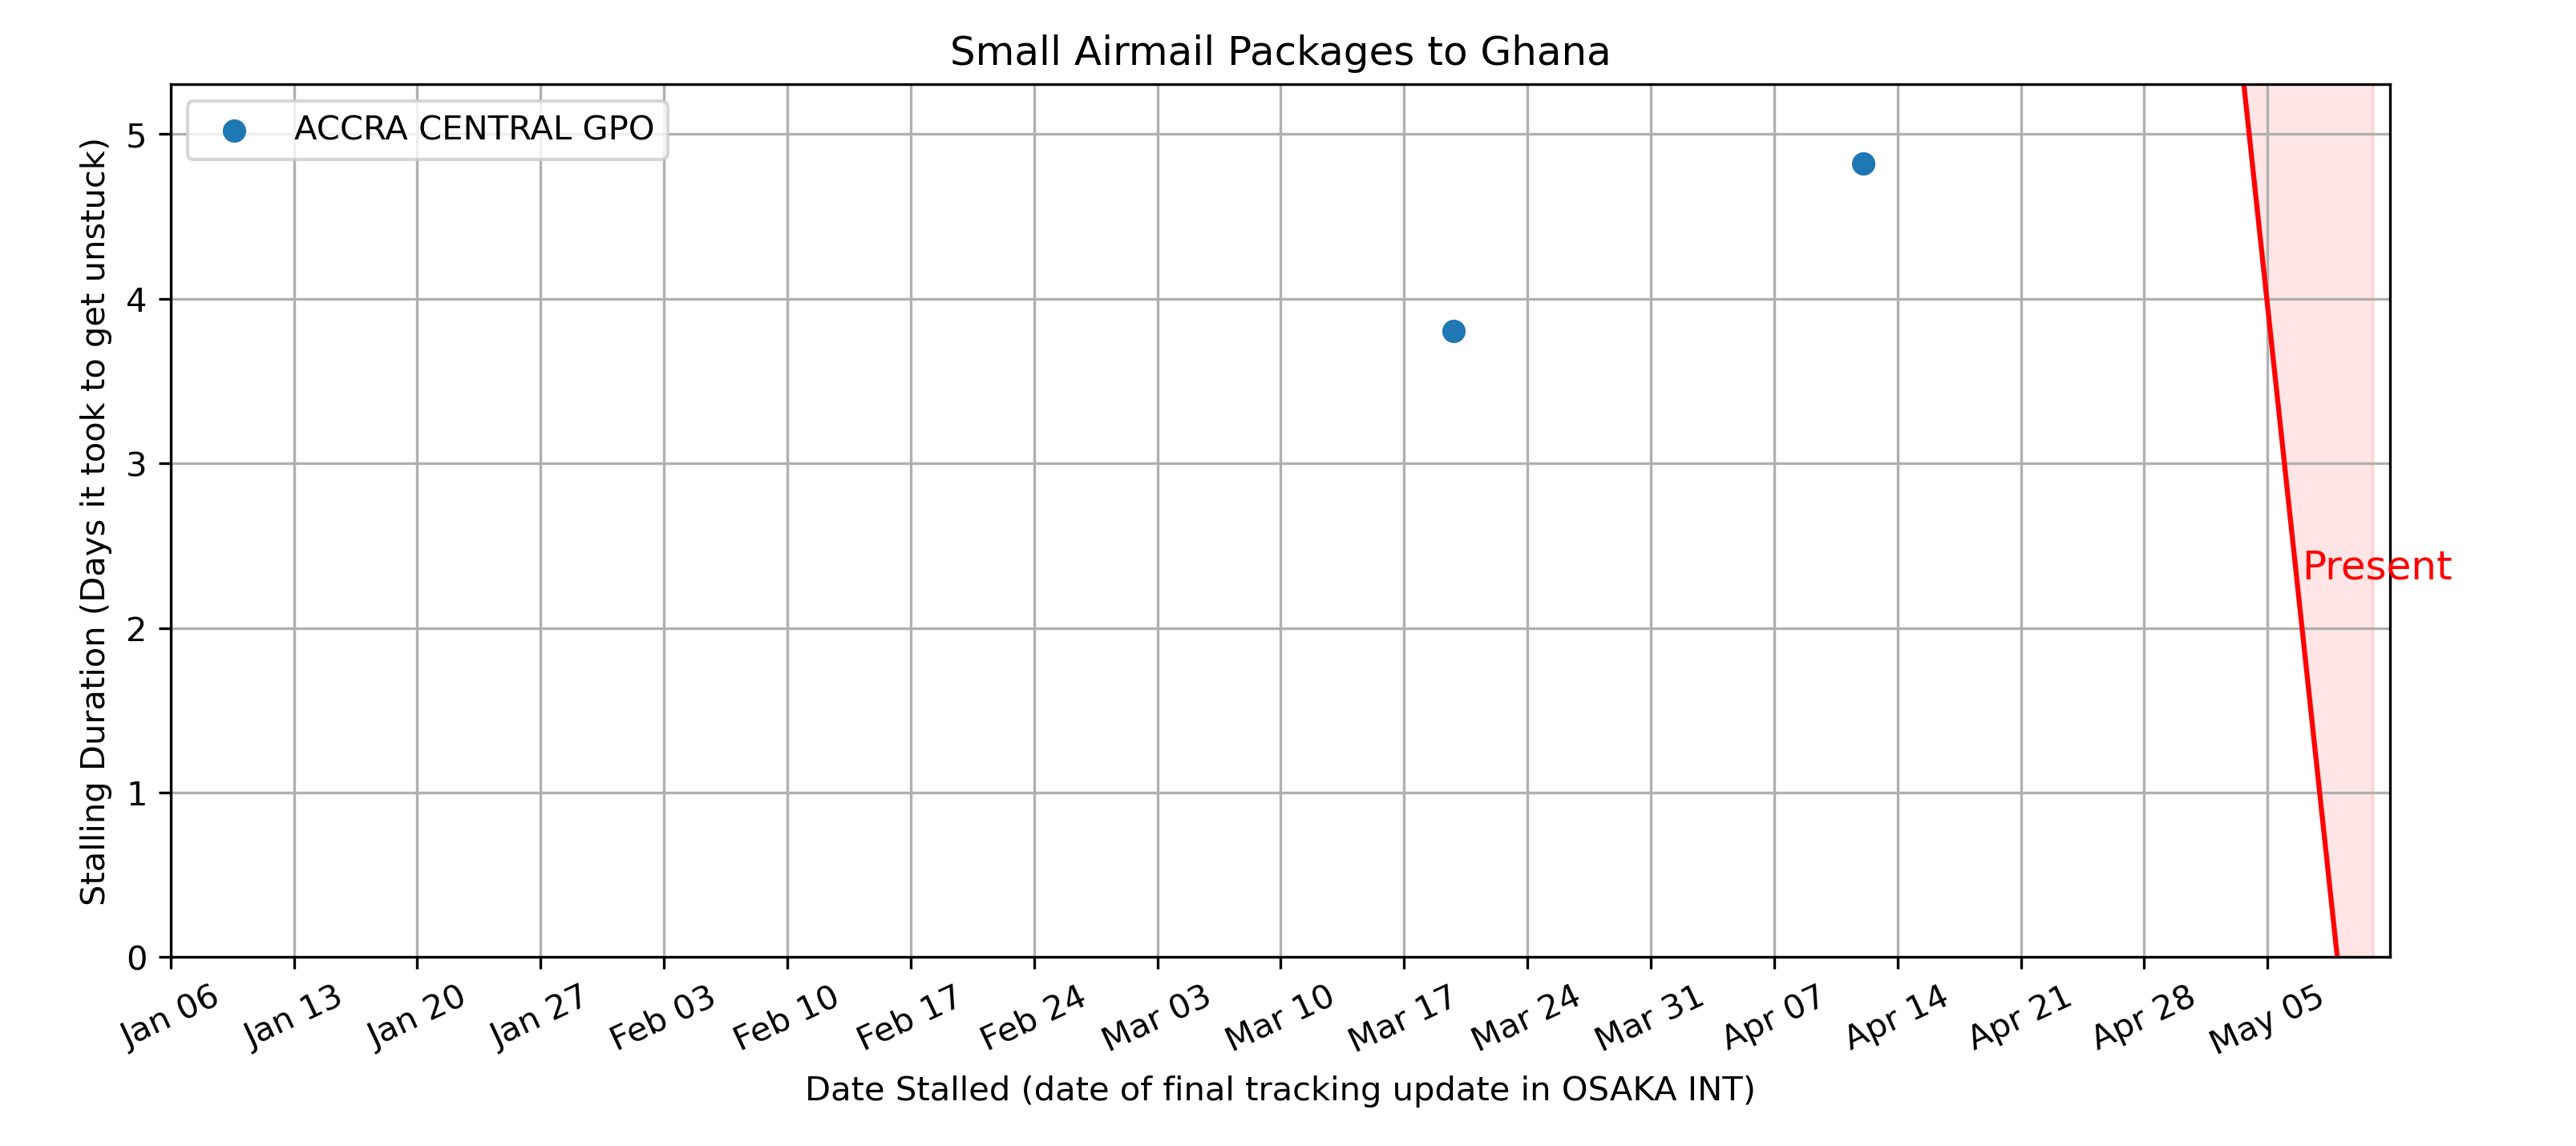 Small Airmail Packages to Ghana
ACCRA CENTRAL GPO
Stalling Duration (Days it took to get unstuck)
5
4
3
2
1
0
Present
Jan 06
Jan 13
Jan 20
Jan 27
Feb 03
Feb 10
Feb 17
Feb 24
Mar 03
Mar 10
Mar 17
Mar 24
Mar 31
Apr 07
Apr 14
Apr 21
Apr 28
May 05
Date Stalled (date of final tracking update in OSAKA INT)